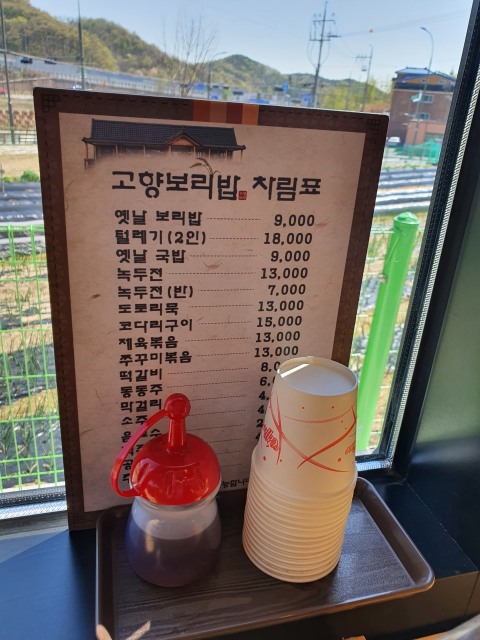 고향보리밥 차림표
옛날 보리밥 9,000
털레기(2인) 18,000
옛날 국밥 9,000
녹두전 13,000
녹두전(반) 7,000
도토리묵 13,000
코다리구이 15,000
제육볶음 13,000
쭈꾸미볶음 13,000
떡갈비
동동주
막걸리
소주